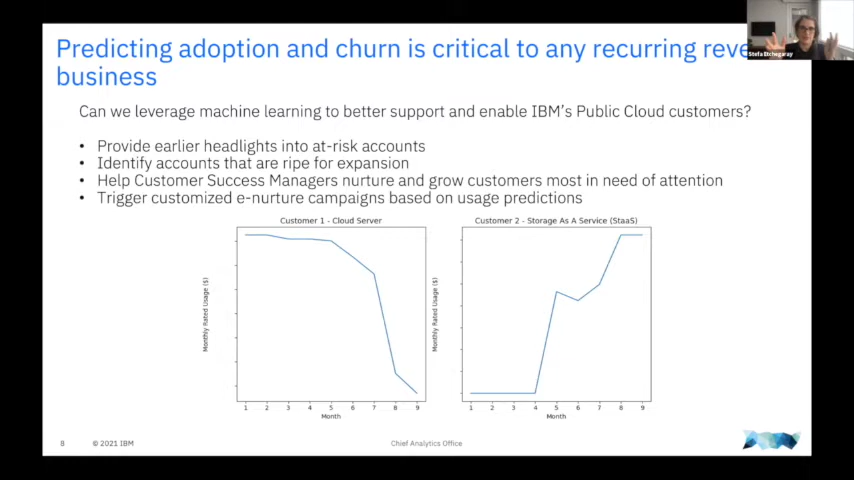 Predicting adoption and churn is critical to any recurring reve
business
Stefa Etchegaray
Can we leverage machine learning to better support and enable IBM's Public Cloud customers?
• Provide earlier headlights into at-risk accounts
• Identify accounts that are ripe for expansion
• Help Customer Success Managers nurture and grow customers most in need of attention
• Trigger customized e-nurture campaigns based on usage predictions
Customer 1 - Cloud Server
Monthly Rated Usage ($)
1 2 3 4 5 6 7 8 9
Month
Customer 2 - Storage As A Service (StaaS)
Monthly Rated Usage ($)
1 2 3 4 5 6 7 8 9
Month
8 © 2021 IBM
Chief Analytics Office